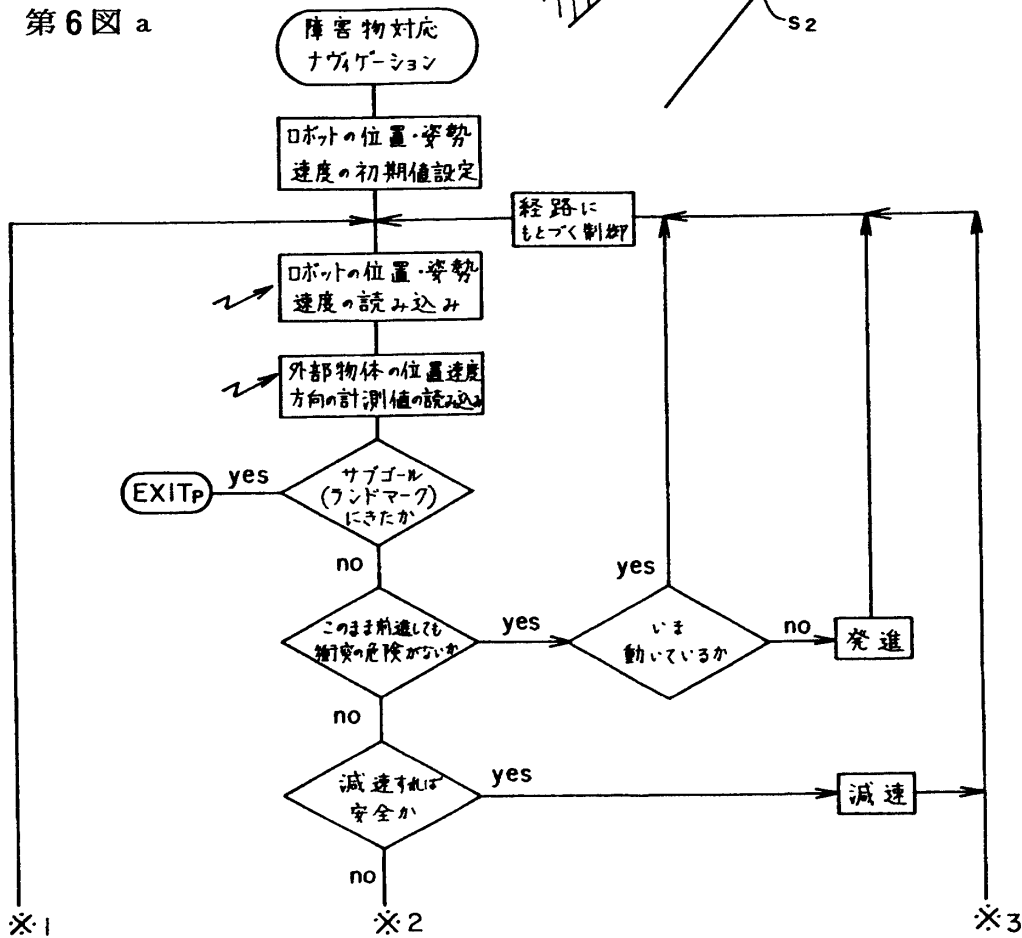 第6図 a
S2
障害物対応
ナヴィゲーション
ロボットの位置・姿勢
速度の初期値設定
経路に
もとづく制御
ロボットの位置・姿勢
速度の読み込み
外部物体の位置速度
方向の計測値の読み込み
サブゴール
(ランドマーク)
にきたか
yes
EXITP
no
このまま前進しても
衝突の危険がないか
yes
いま
動いているか
yes
no
発進
no
減速すれば
安全か
yes
減速
no
※1
※2
※3